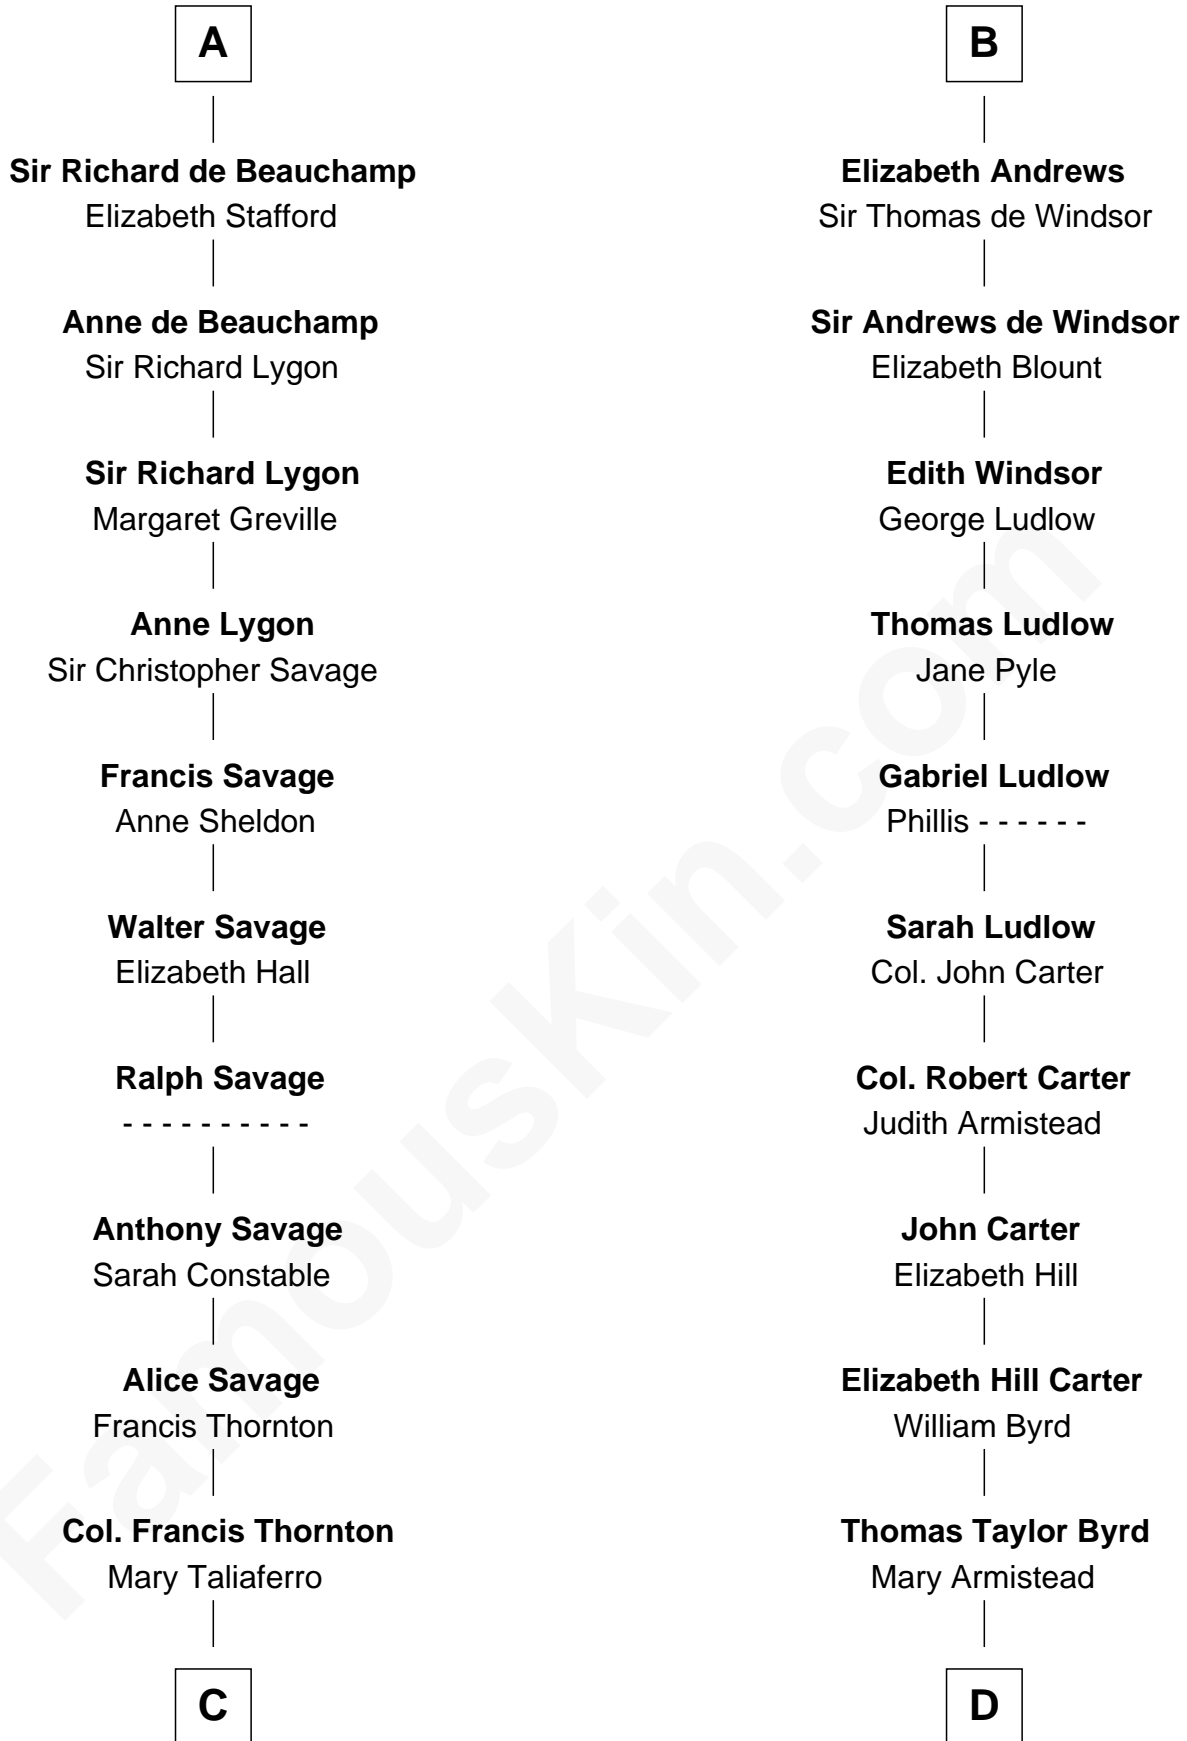 A
Sir Richard de Beauchamp
Elizabeth Stafford
Anne de Beauchamp
Sir Richard Lygon
Sir Richard Lygon
Margaret Greville
Anne Lygon
Sir Christopher Savage
Francis Savage
Anne Sheldon
Walter Savage
Elizabeth Hall
Ralph Savage
- - - - - - - - - -
Anthony Savage
Sarah Constable
Alice Savage
Francis Thornton
Col. Francis Thornton
Mary Taliaferro
C
B
Elizabeth Andrews
Sir Thomas de Windsor
Sir Andrews de Windsor
Elizabeth Blount
Edith Windsor
George Ludlow
Thomas Ludlow
Jane Pyle
Gabriel Ludlow
Phillis - - - - - -
Sarah Ludlow
Col. John Carter
Col. Robert Carter
Judith Armistead
John Carter
Elizabeth Hill
Elizabeth Hill Carter
William Byrd
Thomas Taylor Byrd
Mary Armistead
D
FamousKin.com